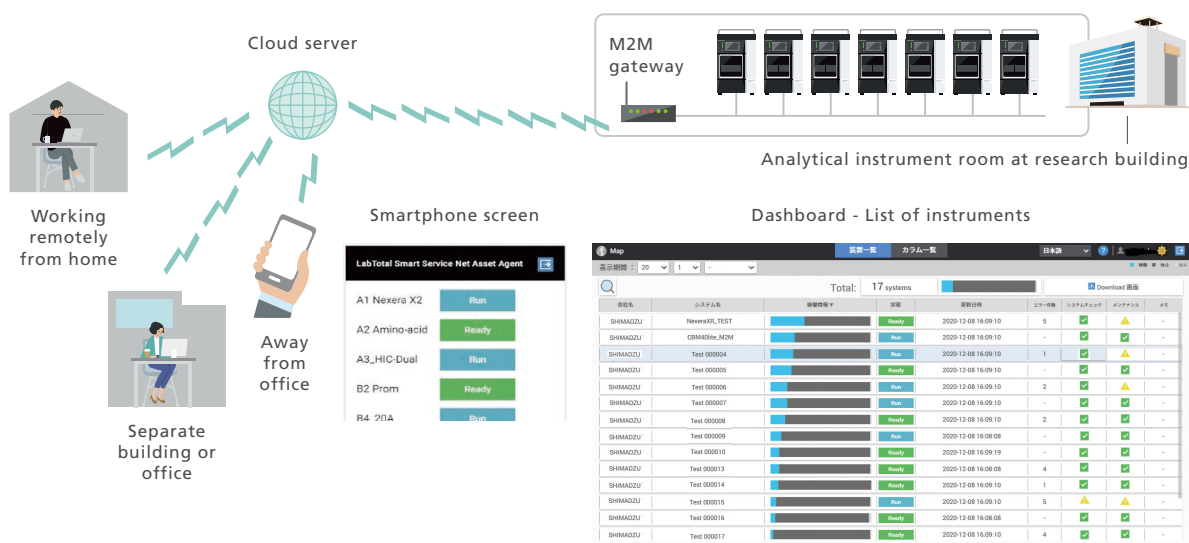 Cloud server
M2M
gateway
Analytical instrument room at research building
Working
remotely
from home
Separate
building or
office
Away
from
office
Smartphone screen
LabTotal Smart Service Net Asset Agent
A1 Nexera X2 Run
A2 Amino-acid Ready
A3_HIC-Dual Run
B2 Prom Ready
B4 20A Run
Dashboard - List of instruments
Map 装置一覧 カラム一覧 日本語 ?
表示期間 : 20 1 -
Total: 17 systems Download 画面
会社名 システム名 稼働情報 ▼ 状態 更新日時 エラー件数 システムチェック メンテナンス メモ
SHIMADZU NexeraXR_TEST Ready 2020-12-08 16:09:10 5 -
SHIMADZU CBM40lite_M2M Run 2020-12-08 16:09:10 - -
SHIMADZU Test 000004 Run 2020-12-08 16:09:10 1 -
SHIMADZU Test 000005 Ready 2020-12-08 16:09:10 - -
SHIMADZU Test 000006 Run 2020-12-08 16:09:10 2 -
SHIMADZU Test 000007 Run 2020-12-08 16:09:10 - -
SHIMADZU Test 000008 Ready 2020-12-08 16:09:10 2 -
SHIMADZU Test 000009 Run 2020-12-08 16:08:08 - -
SHIMADZU Test 000010 Ready 2020-12-08 16:09:19 - -
SHIMADZU Test 000013 Ready 2020-12-08 16:08:08 4 -
SHIMADZU Test 000014 Ready 2020-12-08 16:09:10 1 -
SHIMADZU Test 000015 Run 2020-12-08 16:09:10 5 -
SHIMADZU Test 000016 Ready 2020-12-08 16:08:08 - -
SHIMADZU Test 000017 Ready 2020-12-08 16:09:10 4 -